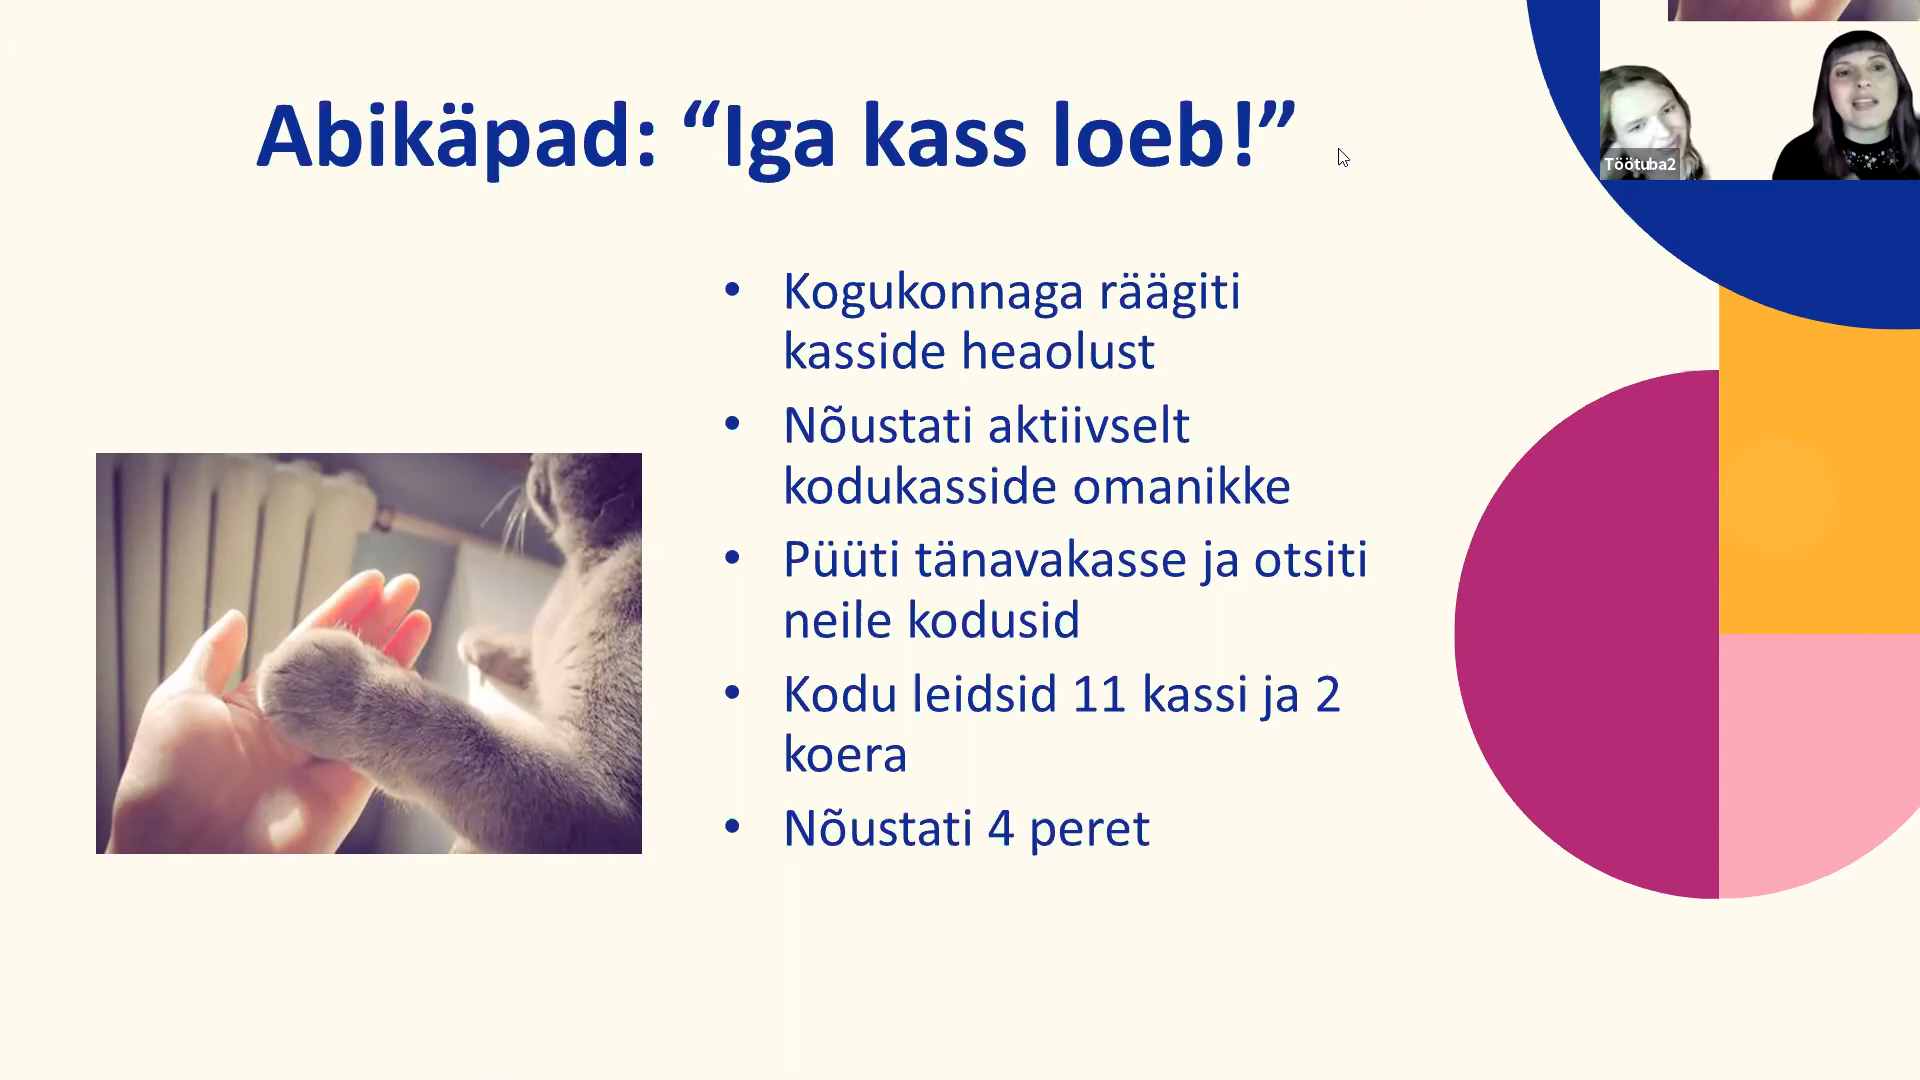 Abikäpad: “Iga kass loeb!”
Töötuba2
• Kogukonnaga räägiti
kasside heaolust
• Nõustati aktiivselt
kodukasside omanikke
• Püüti tänavakasse ja otsiti
neile kodusid
• Kodu leidsid 11 kassi ja 2
koera
• Nõustati 4 peret